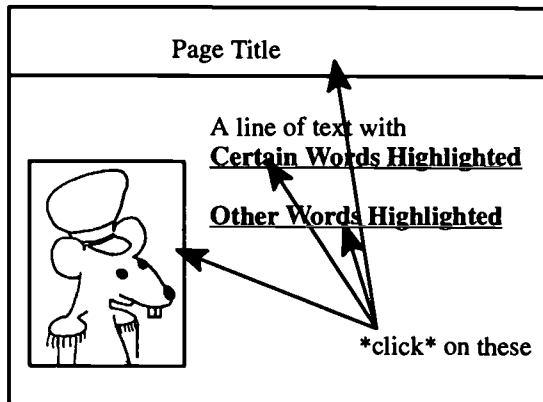 Page Title
A line of text with
Certain Words Highlighted
Other Words Highlighted
*click* on these